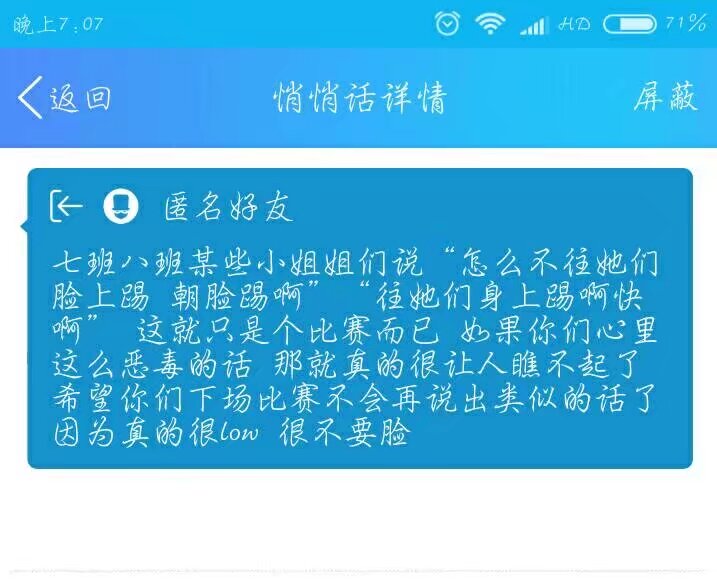 晚上7:07 HD 71%
返回 悄悄话详情 屏蔽
匿名好友
七班八班某些小姐姐们说“怎么不往她们
脸上踢 朝脸踢啊”“往她们身上踢啊快
啊” 这就只是个比赛而已 如果你们心里
这么恶毒的话 那就真的很让人瞧不起了
希望你们下场比赛不会再说出类似的话了
因为真的很low 很不要脸